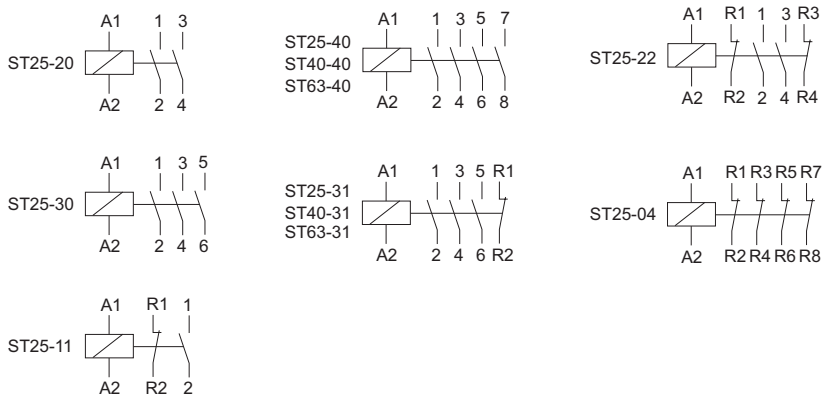 A1 1 3
ST25-20
A2 2 4
A1 1 3 5
ST25-30
A2 2 4 6
A1 R1 1
ST25-11
A2 R2 2
A1 1 3 5 7
ST25-40
ST40-40
ST63-40
A2 2 4 6 8
A1 1 3 5 R1
ST25-31
ST40-31
ST63-31
A2 2 4 6 R2
A1 R1 1 3 R3
ST25-22
A2 R2 2 4 R4
A1 R1 R3 R5 R7
ST25-04
A2 R2 R4 R6 R8